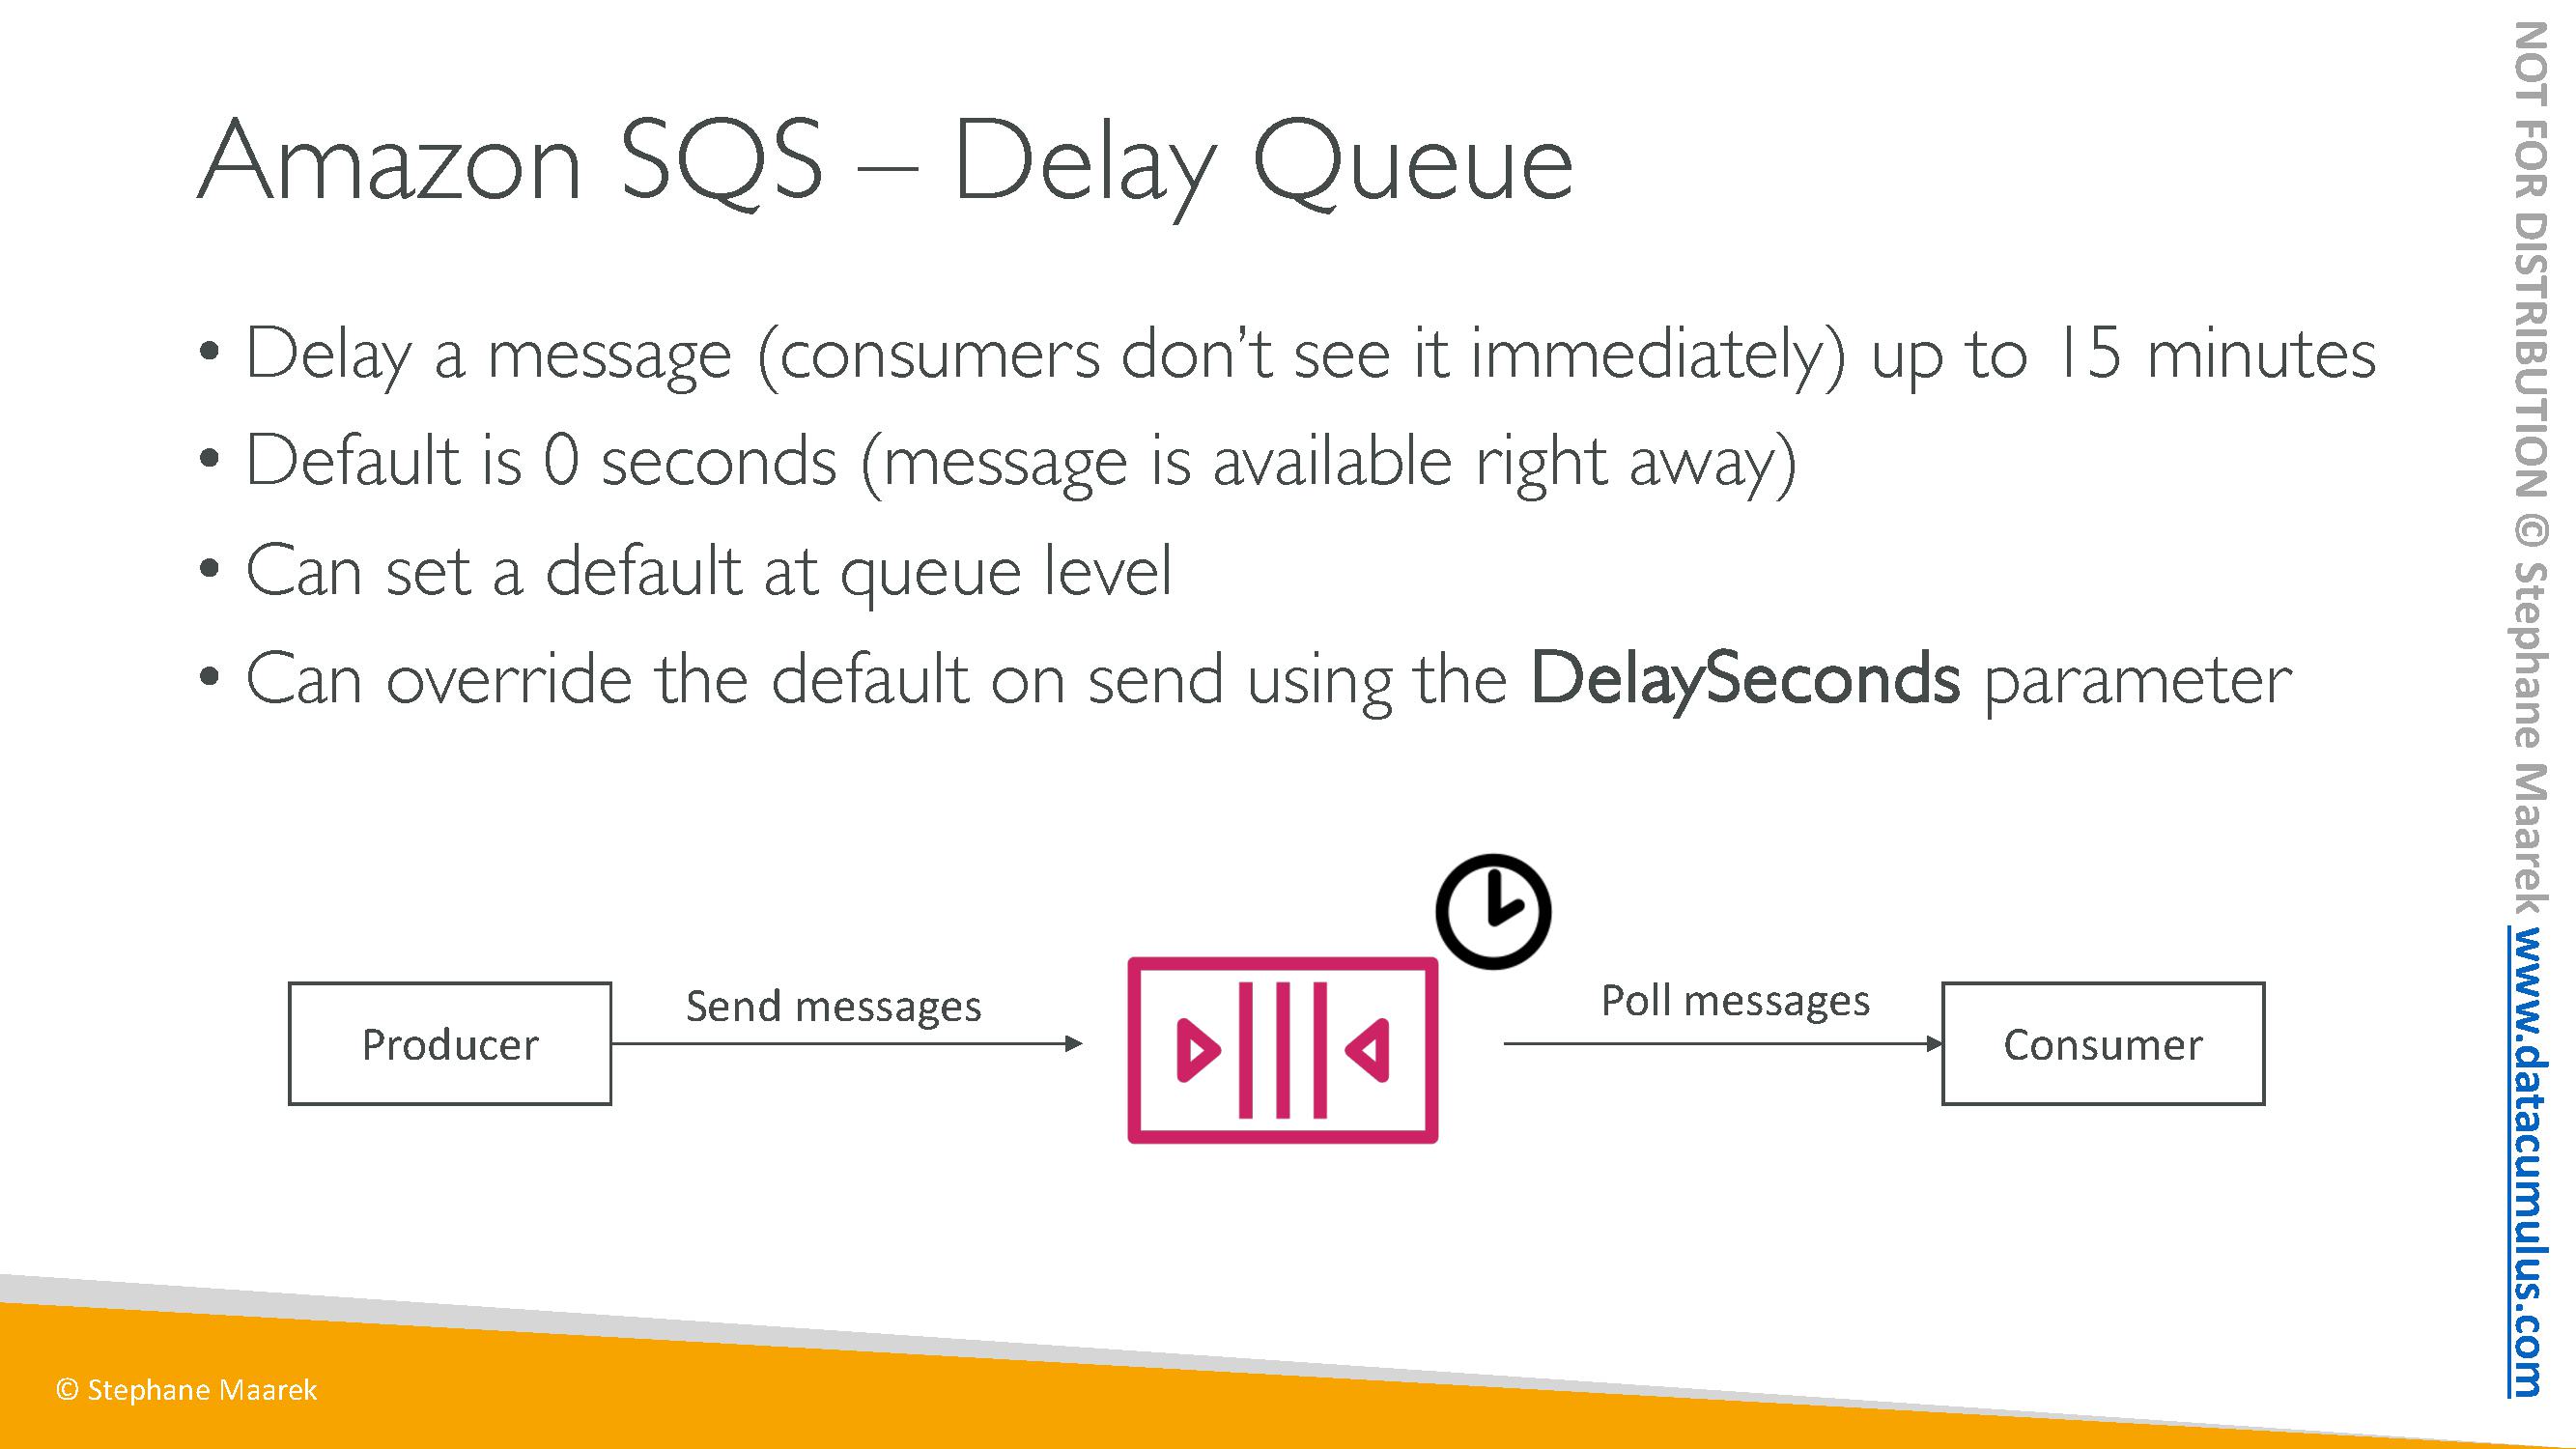 Amazon SQS – Delay Queue
• Delay a message (consumers don’t see it immediately) up to 15 minutes
• Default is 0 seconds (message is available right away)
• Can set a default at queue level
• Can override the default on send using the DelaySeconds parameter
Producer
Send messages
Poll messages
Consumer
© Stephane Maarek
NOT FOR DISTRIBUTION © Stephane Maarek www.datacumulus.com